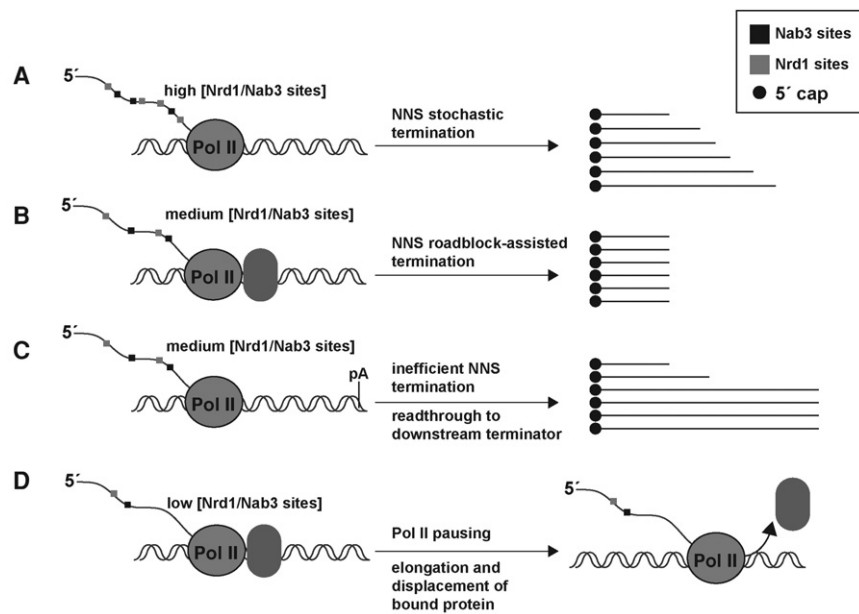 Nab3 sites
Nrd1 sites
5´ cap
A
5´
high [Nrd1/Nab3 sites]
Pol II
NNS stochastic
termination
B
5´
medium [Nrd1/Nab3 sites]
Pol II
NNS roadblock-assisted
termination
C
5´
medium [Nrd1/Nab3 sites]
Pol II
pA
inefficient NNS
termination
readthrough to
downstream terminator
D
5´
low [Nrd1/Nab3 sites]
Pol II
Pol II pausing
elongation and
displacement of
bound protein
5´
Pol II